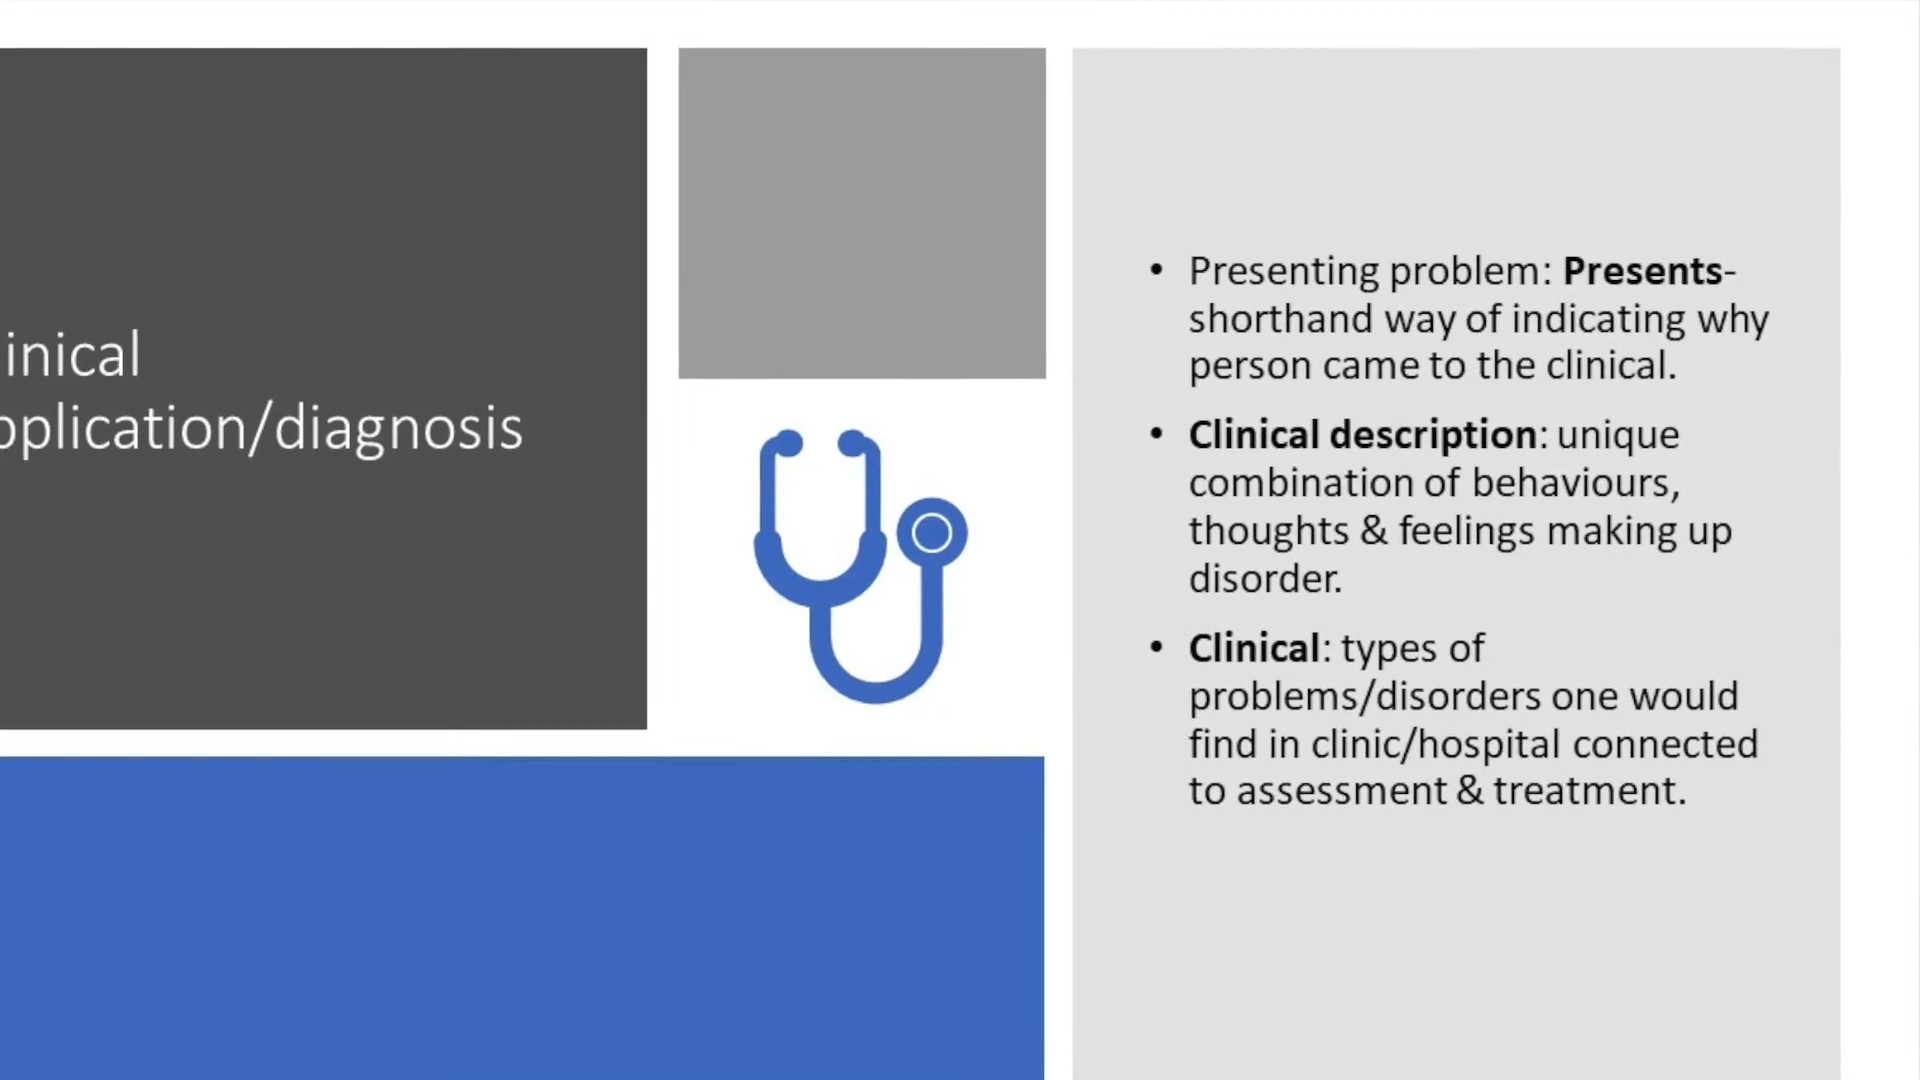 inical
pplication/diagnosis
• Presenting problem: Presents-
shorthand way of indicating why
person came to the clinical.
• Clinical description: unique
combination of behaviours,
thoughts & feelings making up
disorder.
• Clinical: types of
problems/disorders one would
find in clinic/hospital connected
to assessment & treatment.